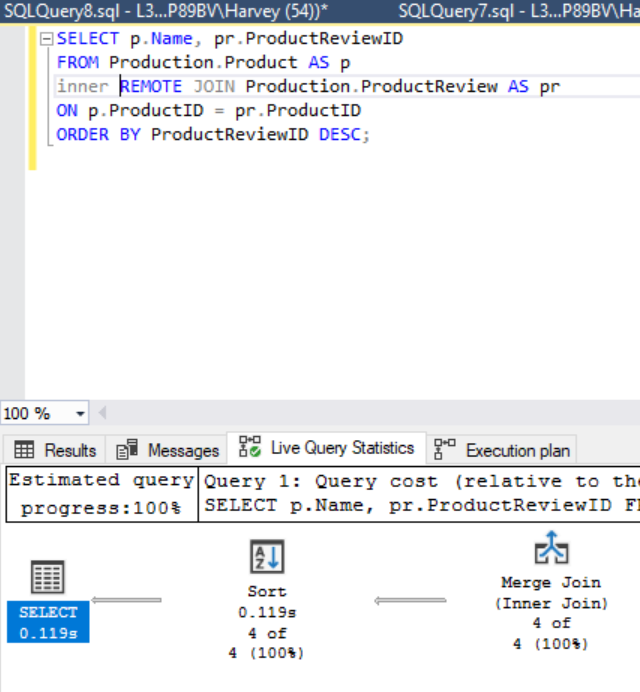 SQLQuery8.sql - L3...P89BV\Harvey (54))* SQLQuery7.sql - L3...P89BV\Ha
SELECT p.Name, pr.ProductReviewID
FROM Production.Product AS p
inner REMOTE JOIN Production.ProductReview AS pr
ON p.ProductID = pr.ProductID
ORDER BY ProductReviewID DESC;
100 %
Results Messages Live Query Statistics Execution plan
Estimated query Query 1: Query cost (relative to the
progress:100% SELECT p.Name, pr.ProductReviewID F
SELECT
0.119s
Sort
0.119s
4 of
4 (100%)
Merge Join
(Inner Join)
4 of
4 (100%)